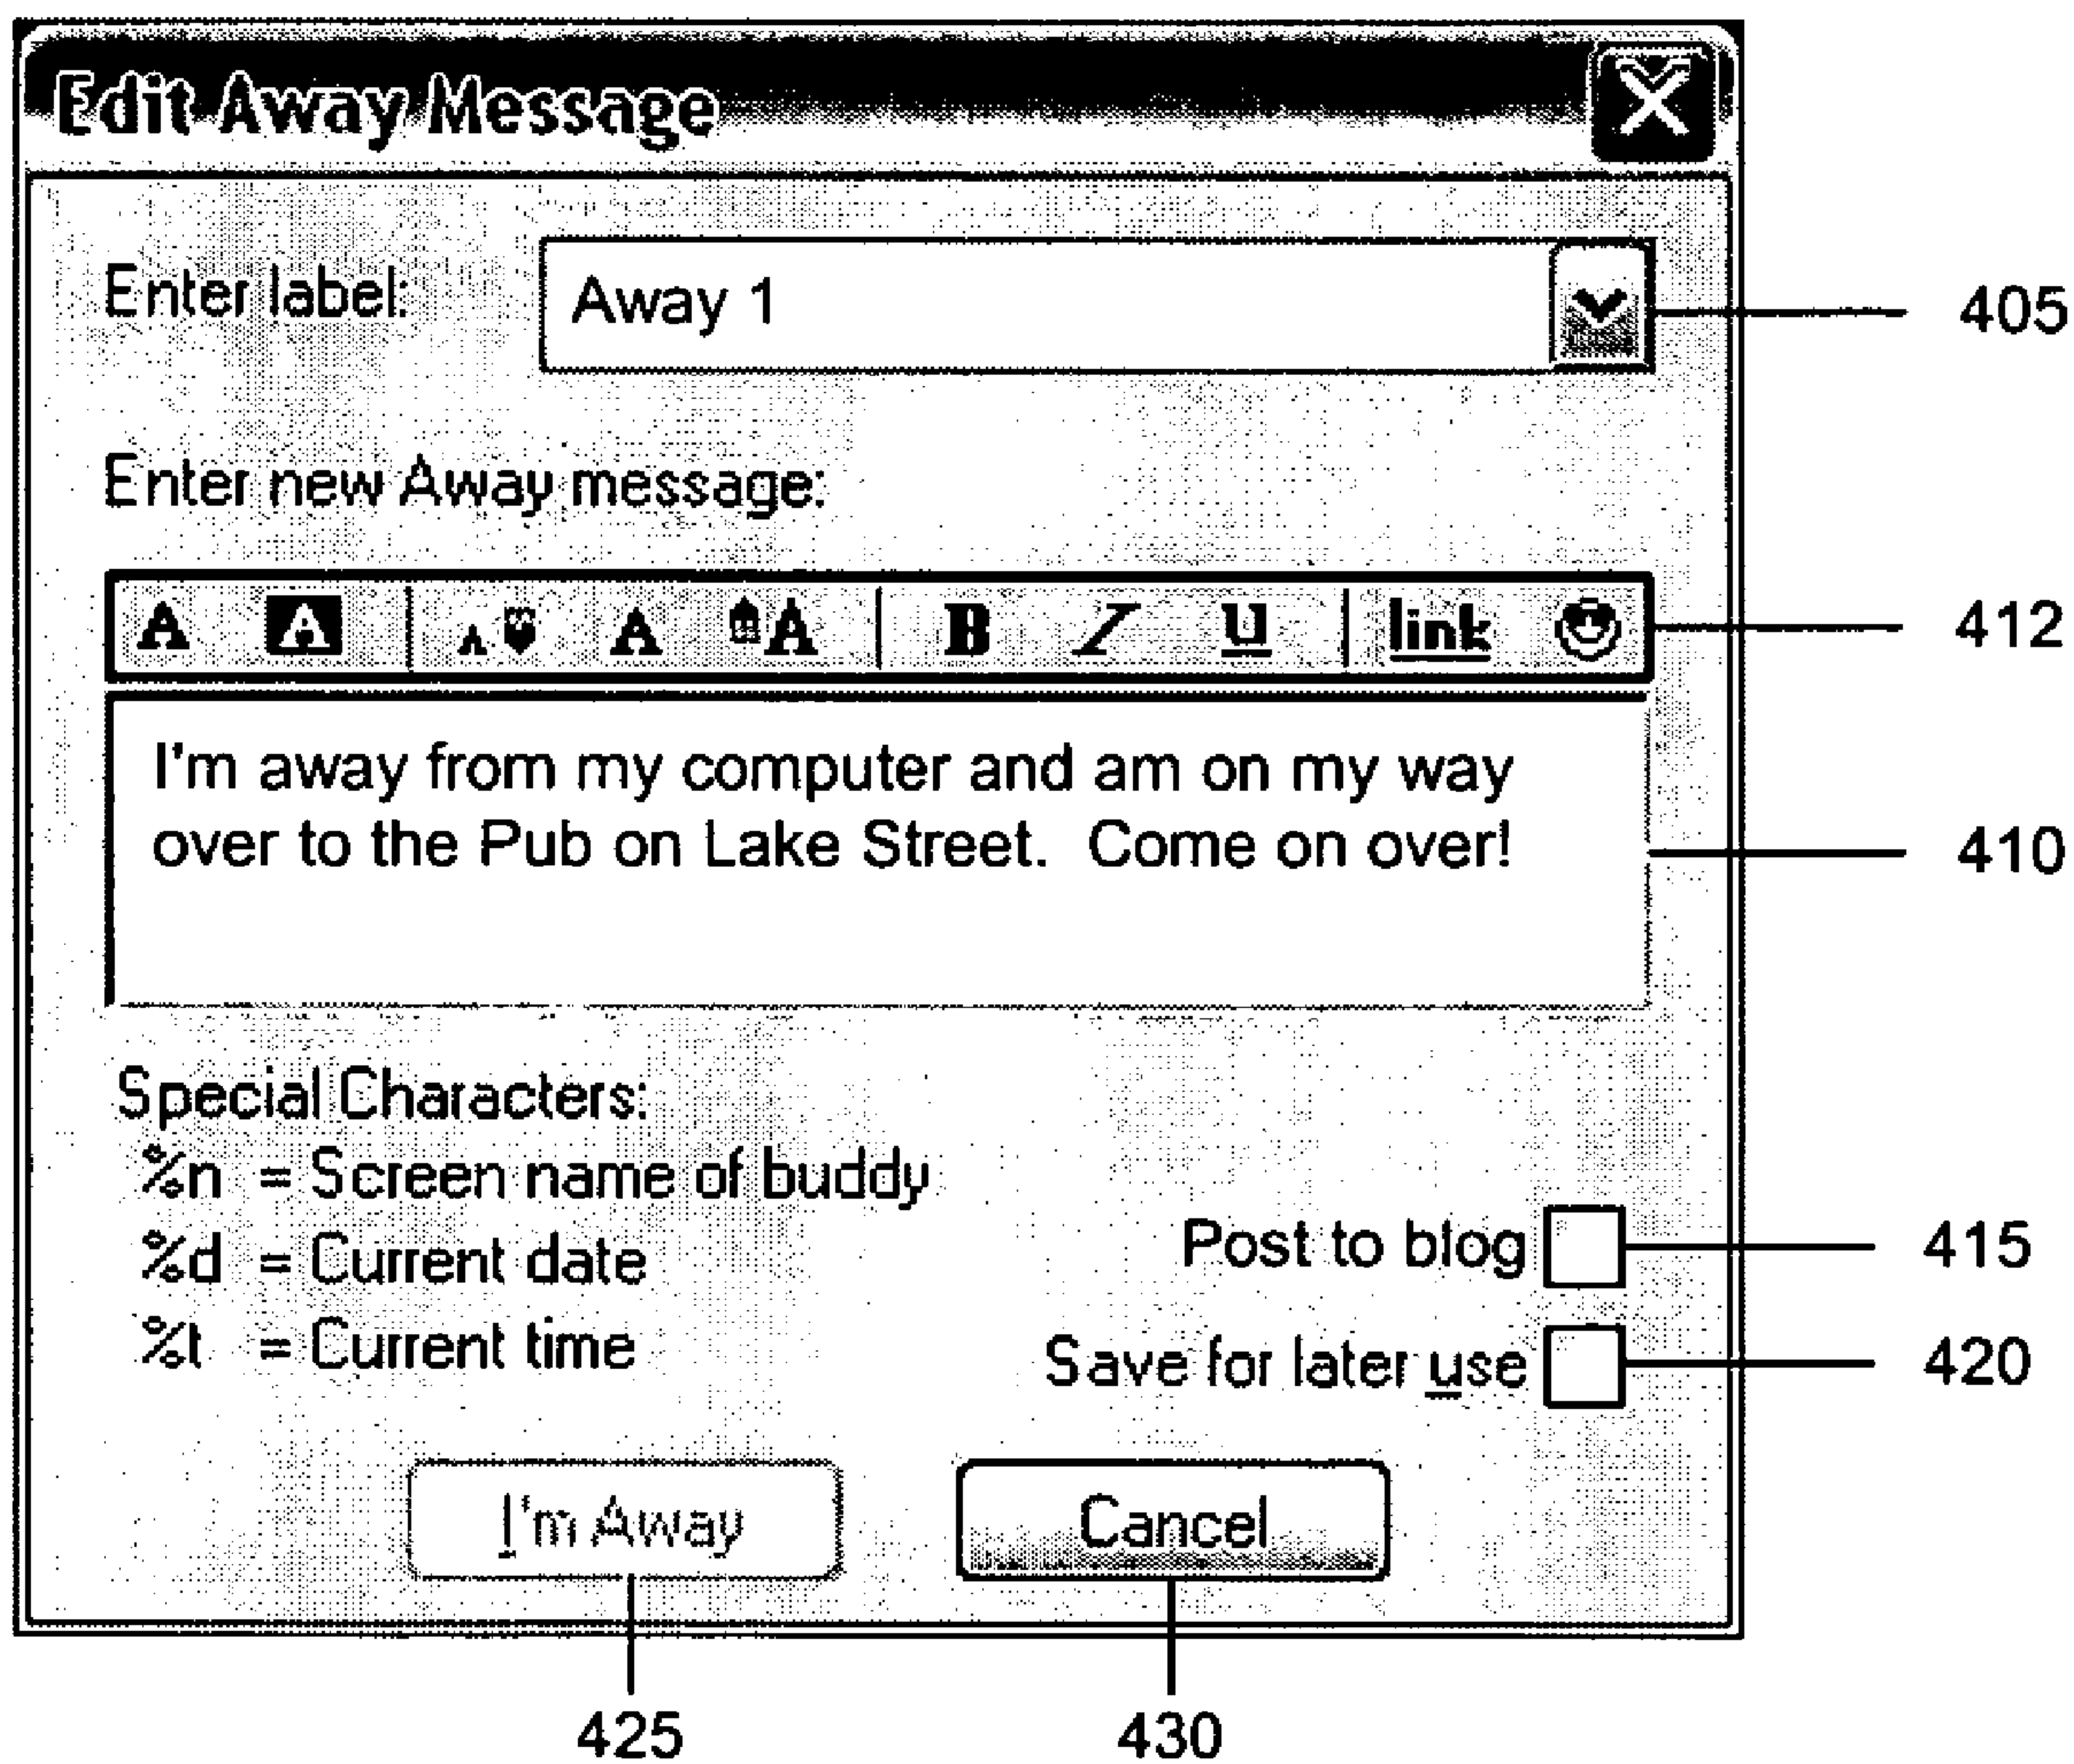 Edit Away Message
Enter label: Away 1
405
Enter new Away message:
A A A A A B I U link
412
I'm away from my computer and am on my way
over to the Pub on Lake Street. Come on over!
410
Special Characters:
%n = Screen name of buddy
%d = Current date
%t = Current time
Post to blog
415
Save for later use
420
I'm Away Cancel
425 430